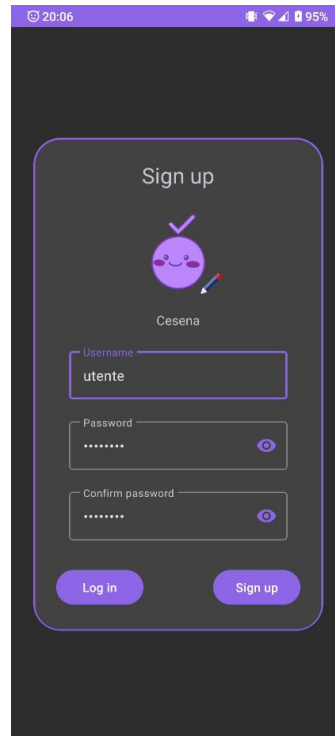 20:06
95%
Sign up
Cesena
Username
utente
Password
••••••••
Confirm password
••••••••
Log in
Sign up